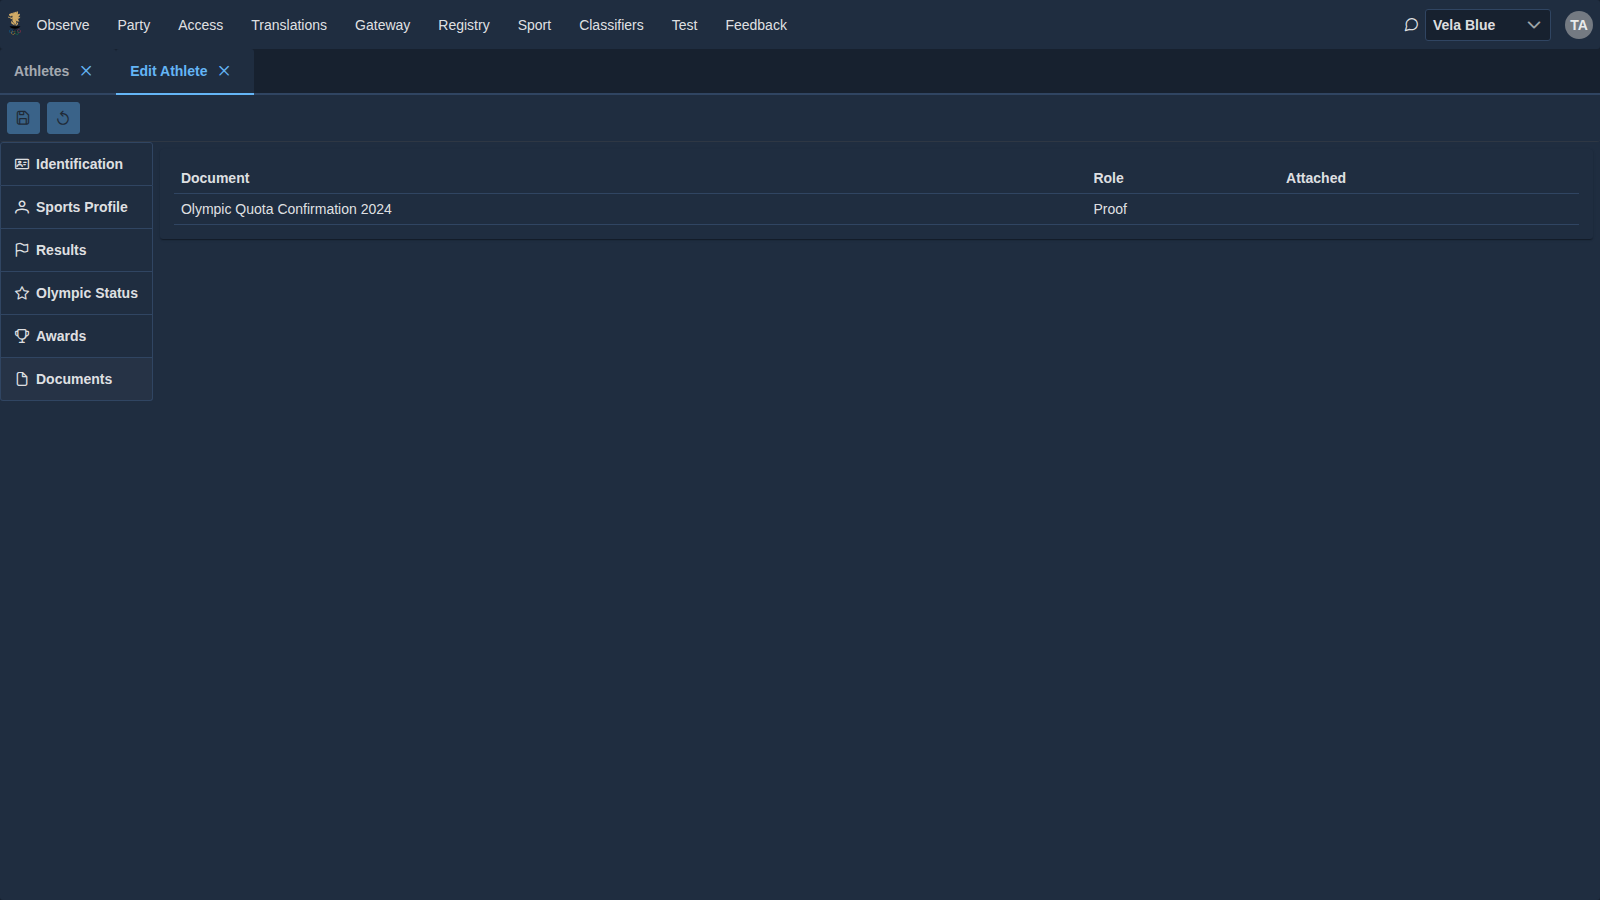 Observe Party Access Translations Gateway Registry Sport Classifiers Test Feedback Vela Blue TA
Athletes Edit Athlete
Identification
Sports Profile
Results
Olympic Status
Awards
Documents
Document Role Attached
Olympic Quota Confirmation 2024 Proof